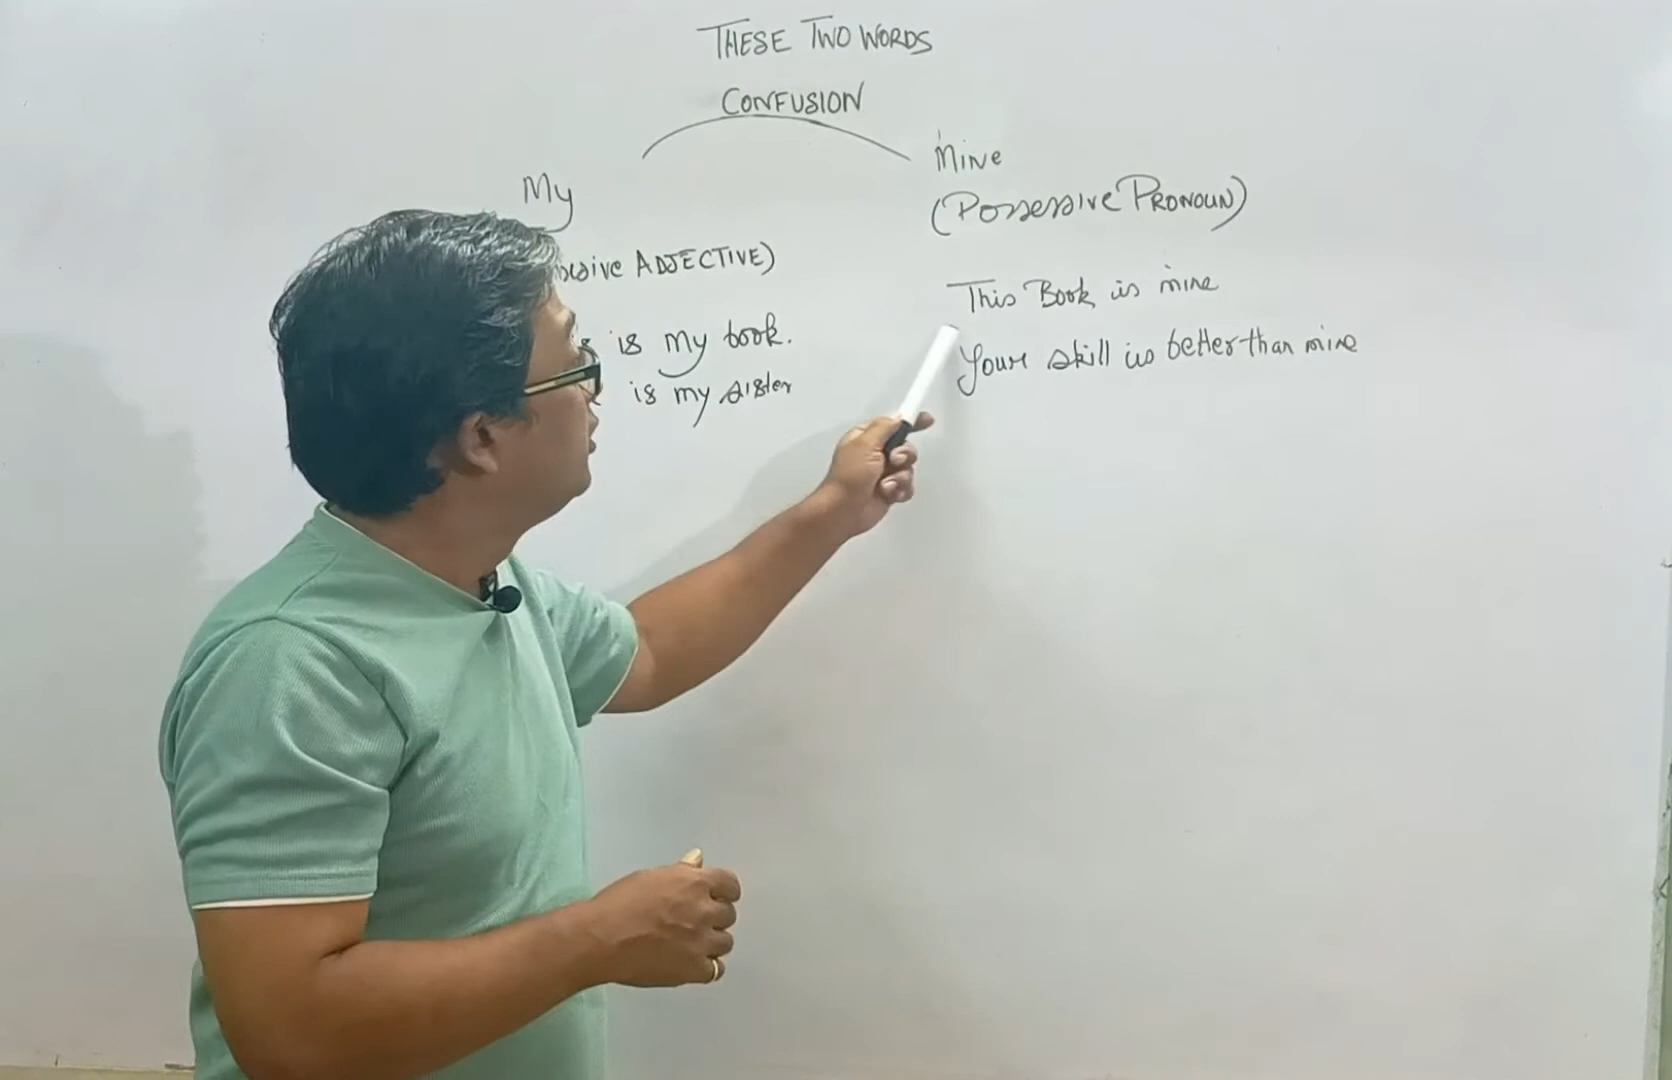 THESE TWO WORDS
CONFUSION
My
ADJECTIVE)
is my book.
is my sister
Mine
(Possessive PRONOUN)
This Book is mine
Your skill is better than mine